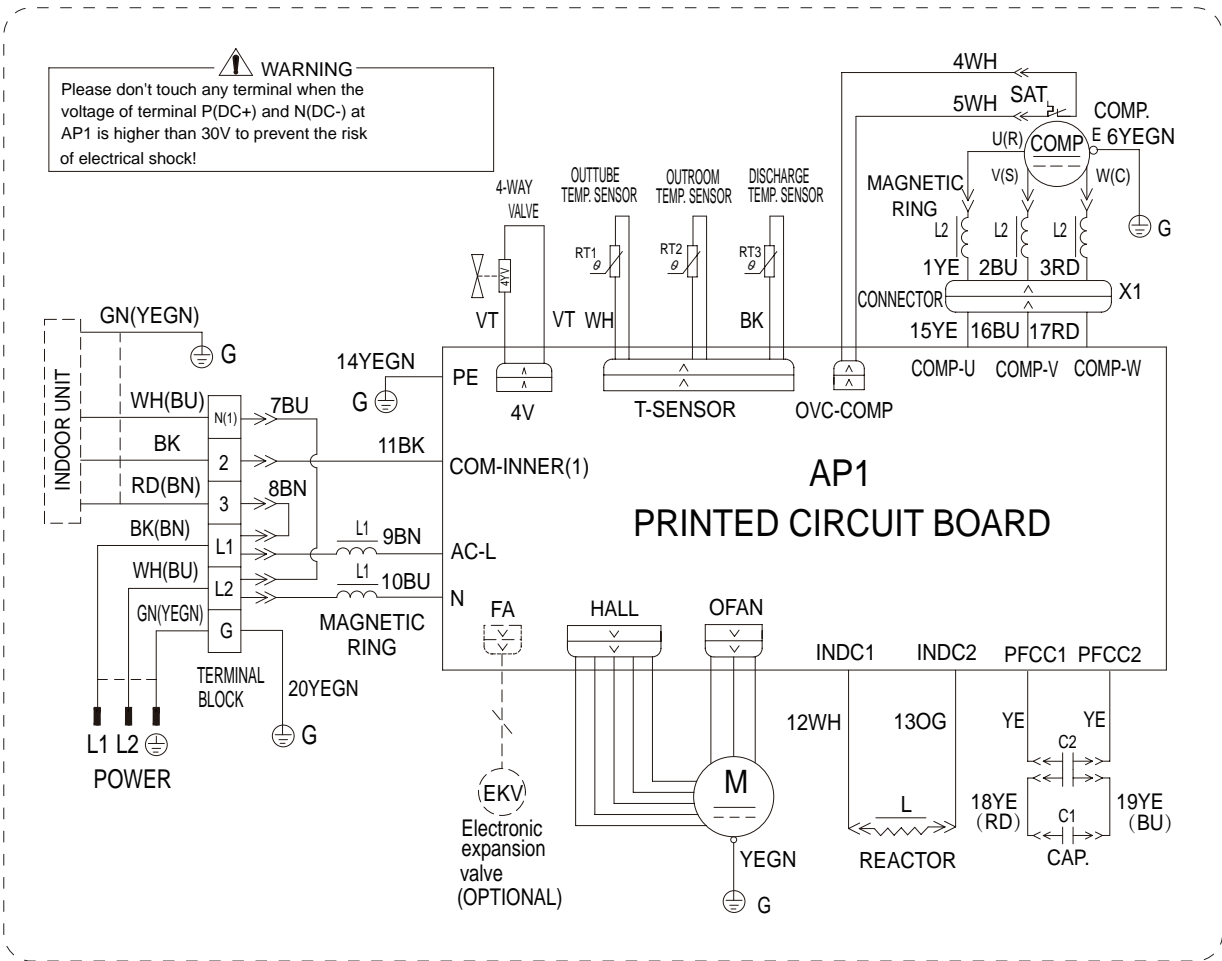 WARNING
Please don't touch any terminal when the
voltage of terminal P(DC+) and N(DC-) at
AP1 is higher than 30V to prevent the risk
of electrical shock!
4WH
5WH
SAT
COMP.
U(R)
COMP
E 6YEGN
V(S)
W(C)
MAGNETIC
RING
L2
L2
L2
G
1YE
2BU
3RD
CONNECTOR
X1
15YE
16BU
17RD
4-WAY
VALVE
OUTTUBE
TEMP. SENSOR
OUTROOM
TEMP. SENSOR
DISCHARGE
TEMP. SENSOR
4YV
RT1
θ
RT2
θ
RT3
θ
VT
VT
WH
BK
GN(YEGN)
G
14YEGN
PE
G
4V
T-SENSOR
OVC-COMP
COMP-U
COMP-V
COMP-W
INDOOR UNIT
WH(BU)
N(1)
7BU
BK
2
11BK
COM-INNER(1)
RD(BN)
3
8BN
BK(BN)
L1
L1
9BN
AC-L
WH(BU)
L2
L1
10BU
N
GN(YEGN)
G
MAGNETIC
RING
TERMINAL
BLOCK
20YEGN
G
L1
L2
POWER
AP1
PRINTED CIRCUIT BOARD
FA
HALL
OFAN
INDC1
INDC2
PFCC1
PFCC2
EKV
Electronic
expansion
valve
(OPTIONAL)
M
YEGN
G
12WH
13OG
L
REACTOR
YE
YE
C2
18YE
(RD)
C1
19YE
(BU)
CAP.